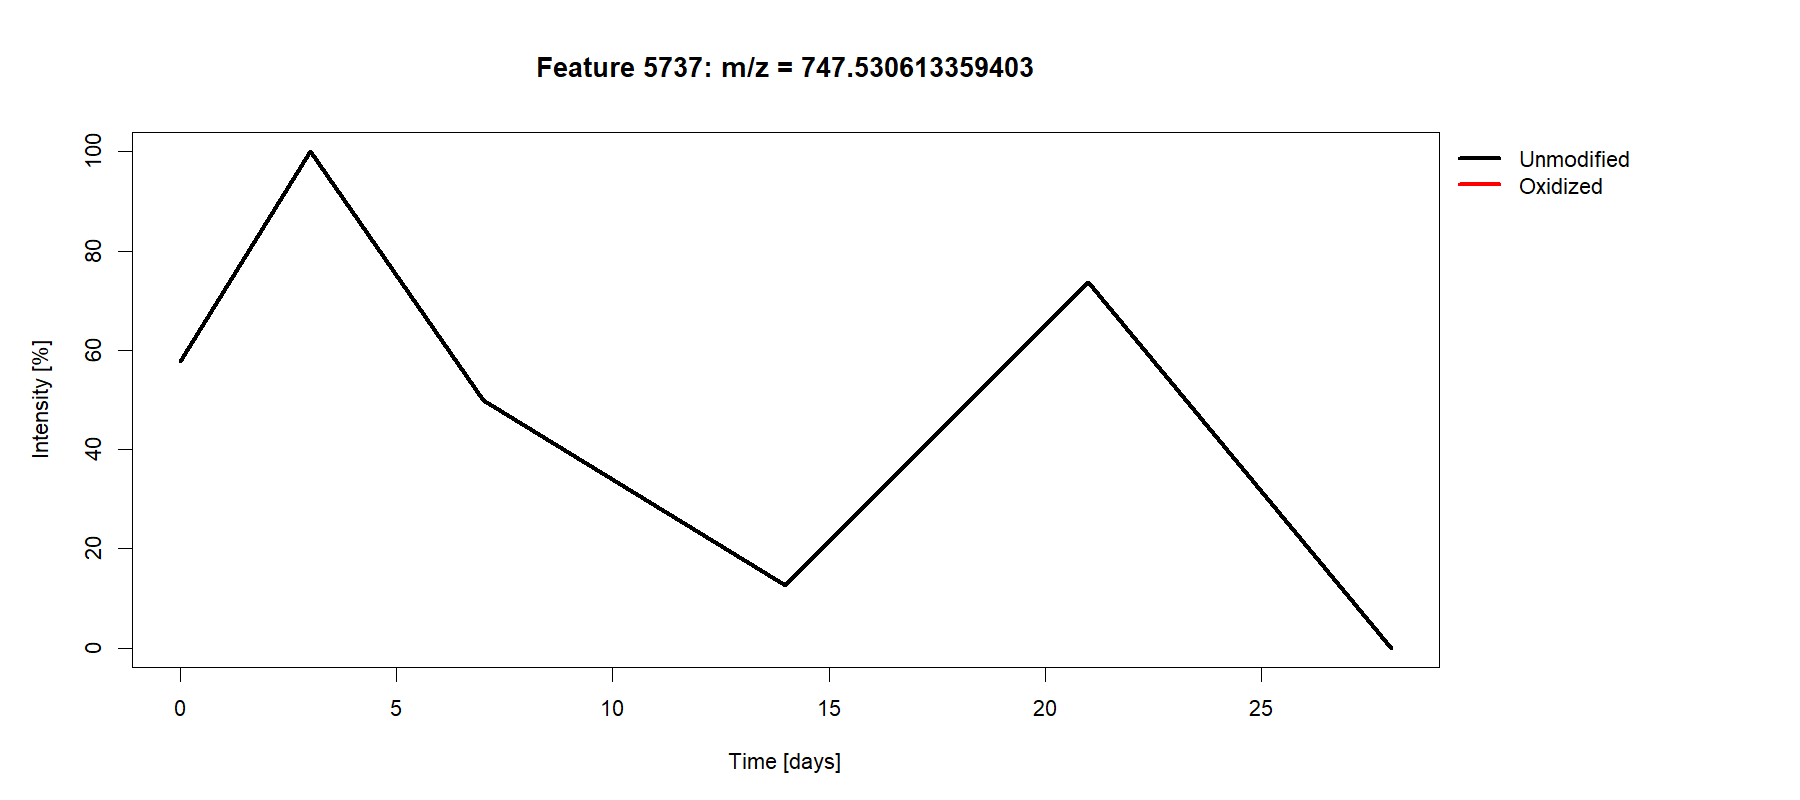 Feature 5737: m/z = 747.530613359403
Unmodified
Oxidized
Intensity [%]
100
80
60
40
20
0
0 5 10 15 20 25
Time [days]